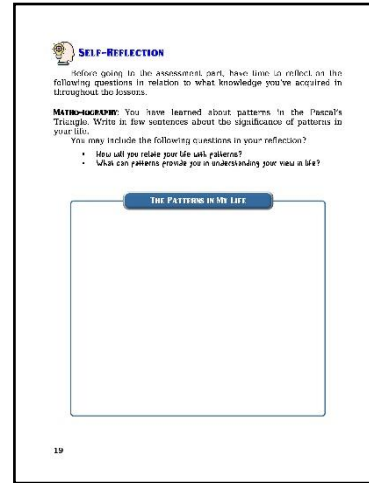 SELF-REFLECTION
Before going to the assessment part, have time to reflect on the
following questions in relation to what knowledge you've acquired in
throughout the lessons.
MATHO-IOGRAPHY: You have learned about patterns in the Pascal's
Triangle. Write in few sentences about the significance of patterns in
your life.
You may include the following questions in your reflection?
• How will you relate your life with patterns?
• What can patterns provide you in understanding your view in life?
THE PATTERNS IN MY LIFE
19